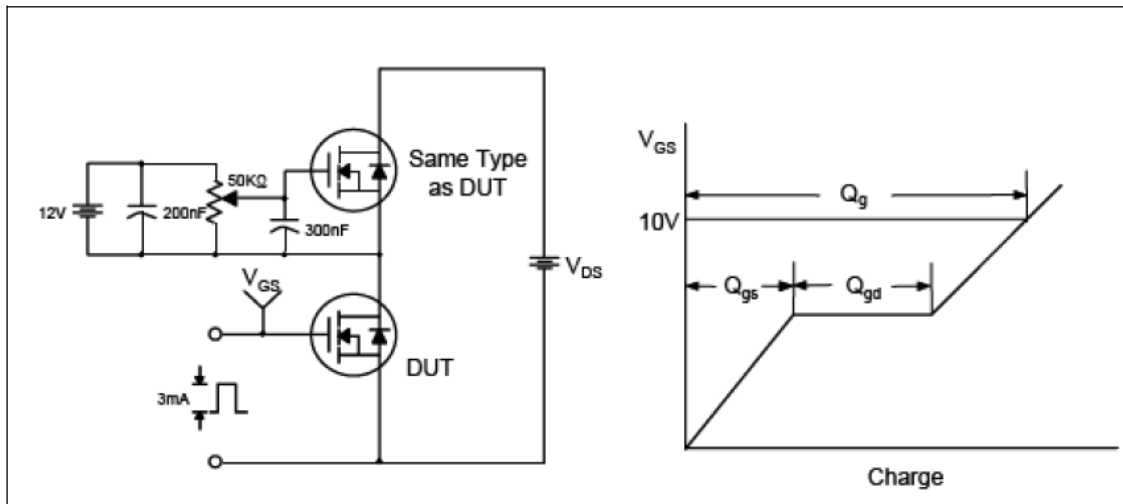 Same Type
as DUT
50KΩ
12V
200nF
300nF
V_GS
V_DS
DUT
3mA
V_GS
Q_g
10V
Q_gs
Q_gd
Charge